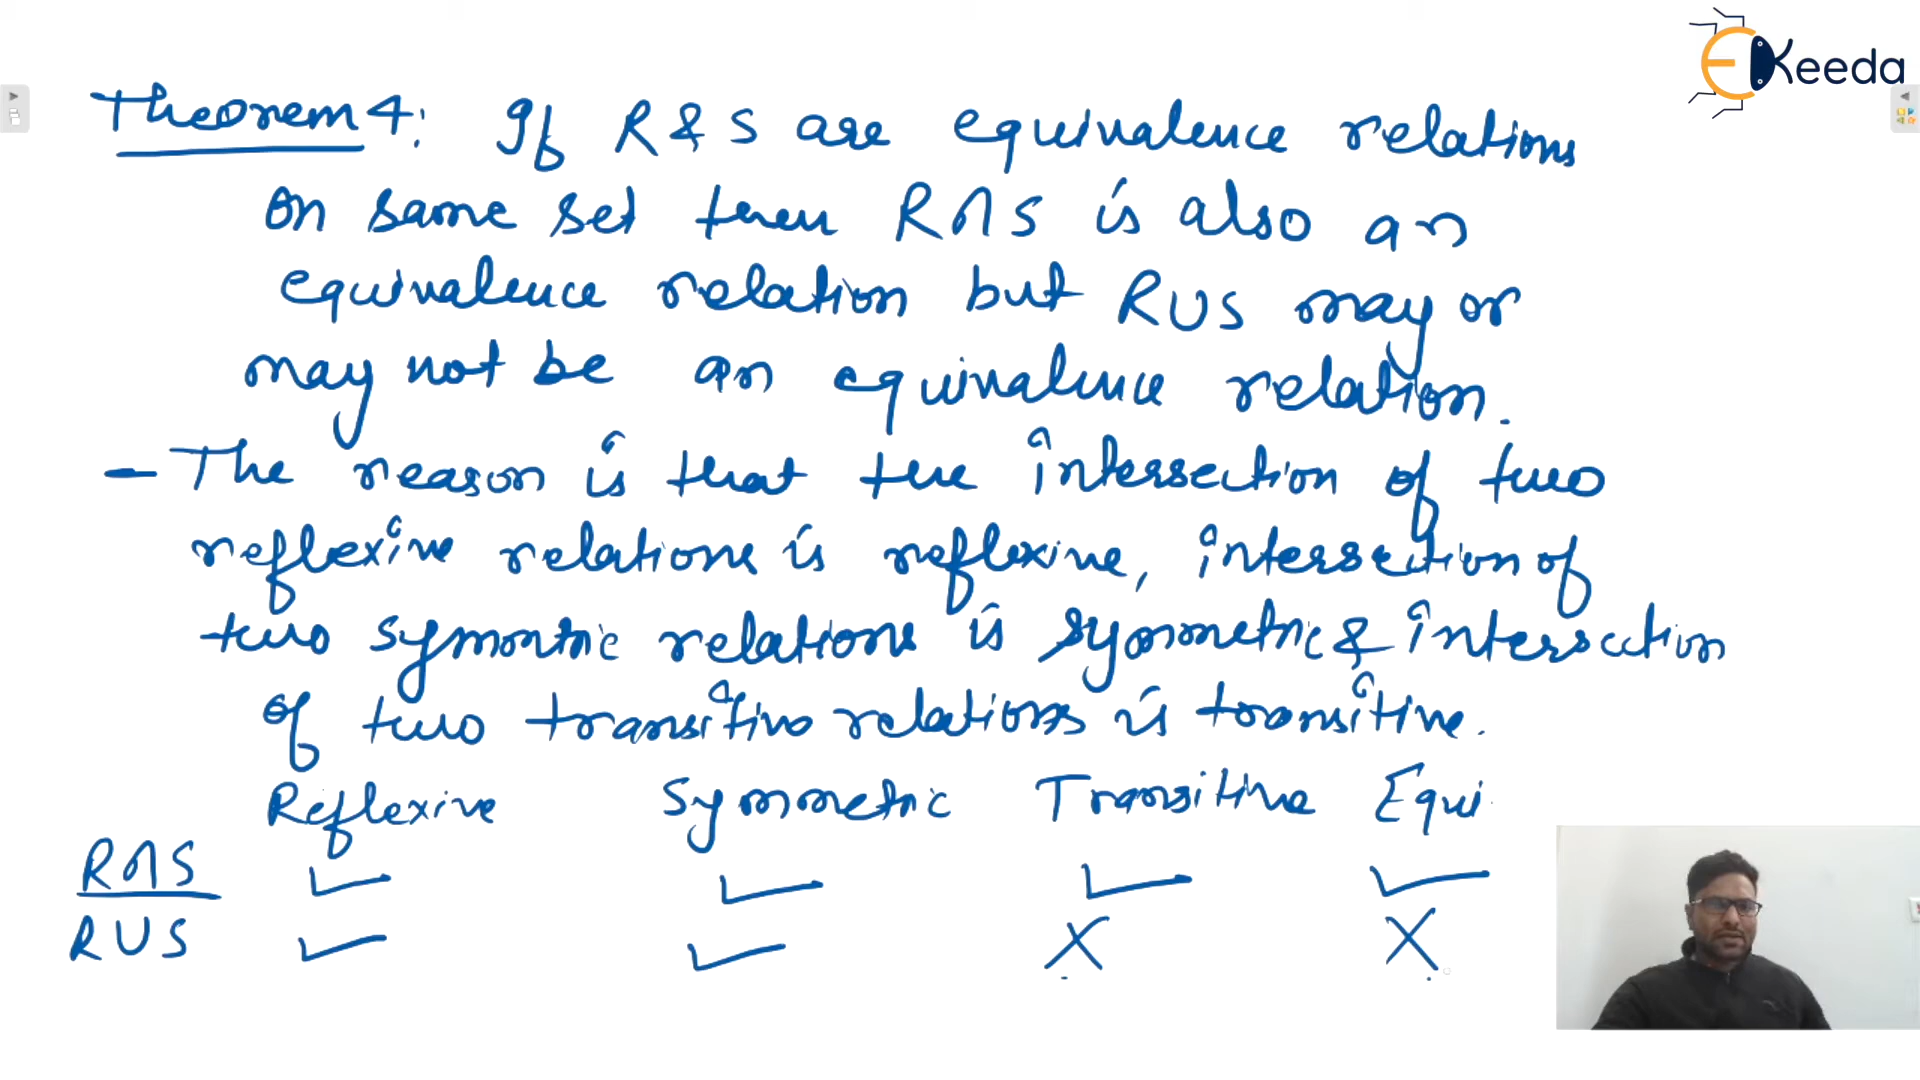 EKeeda
Theorem 4: If R & S are equivalence relations
on same set then R∩S is also an
equivalence relation but R∪S may or
may not be an equivalence relation.
- The reason is that the intersection of two
reflexive relations is reflexive, intersection of
two symmetric relations is symmetric & intersection
of two transitive relations is transitive.
Reflexive Symmetric Transitive Equi.
R∩S ✓ ✓ ✓ ✓
R∪S ✓ ✓ X X